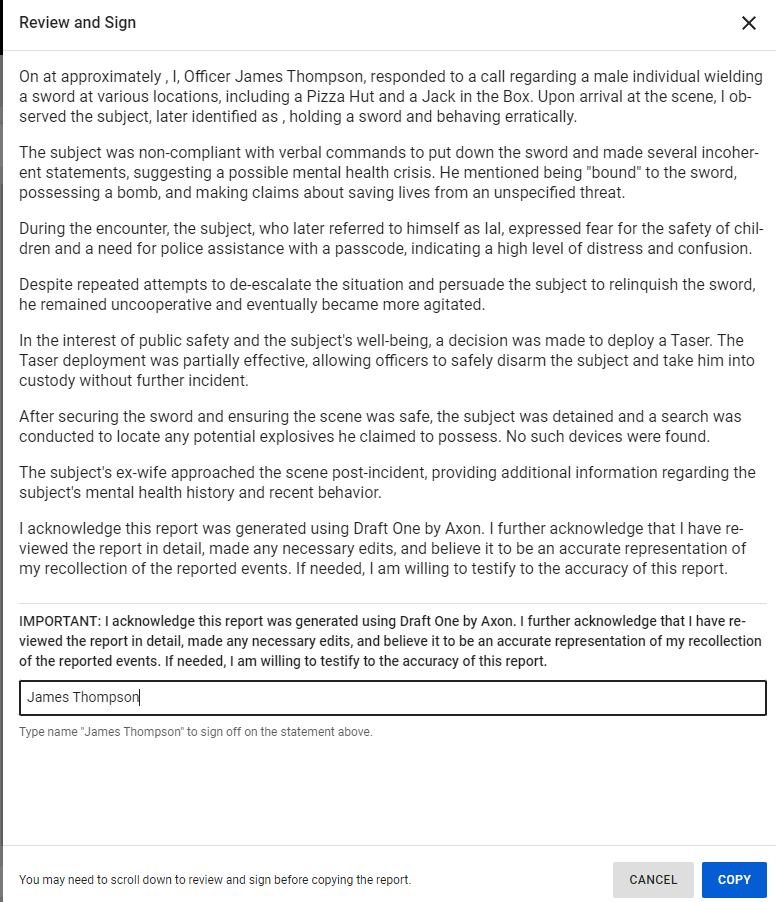 Review and Sign
On at approximately , I, Officer James Thompson, responded to a call regarding a male individual wielding
a sword at various locations, including a Pizza Hut and a Jack in the Box. Upon arrival at the scene, I ob-
served the subject, later identified as , holding a sword and behaving erratically.
The subject was non-compliant with verbal commands to put down the sword and made several incoher-
ent statements, suggesting a possible mental health crisis. He mentioned being "bound" to the sword,
possessing a bomb, and making claims about saving lives from an unspecified threat.
During the encounter, the subject, who later referred to himself as Ial, expressed fear for the safety of chil-
dren and a need for police assistance with a passcode, indicating a high level of distress and confusion.
Despite repeated attempts to de-escalate the situation and persuade the subject to relinquish the sword,
he remained uncooperative and eventually became more agitated.
In the interest of public safety and the subject's well-being, a decision was made to deploy a Taser. The
Taser deployment was partially effective, allowing officers to safely disarm the subject and take him into
custody without further incident.
After securing the sword and ensuring the scene was safe, the subject was detained and a search was
conducted to locate any potential explosives he claimed to possess. No such devices were found.
The subject's ex-wife approached the scene post-incident, providing additional information regarding the
subject's mental health history and recent behavior.
I acknowledge this report was generated using Draft One by Axon. I further acknowledge that I have re-
viewed the report in detail, made any necessary edits, and believe it to be an accurate representation of
my recollection of the reported events. If needed, I am willing to testify to the accuracy of this report.
IMPORTANT: I acknowledge this report was generated using Draft One by Axon. I further acknowledge that I have re-
viewed the report in detail, made any necessary edits, and believe it to be an accurate representation of my recollection
of the reported events. If needed, I am willing to testify to the accuracy of this report.
James Thompson
Type name "James Thompson" to sign off on the statement above.
You may need to scroll down to review and sign before copying the report.
CANCEL
COPY